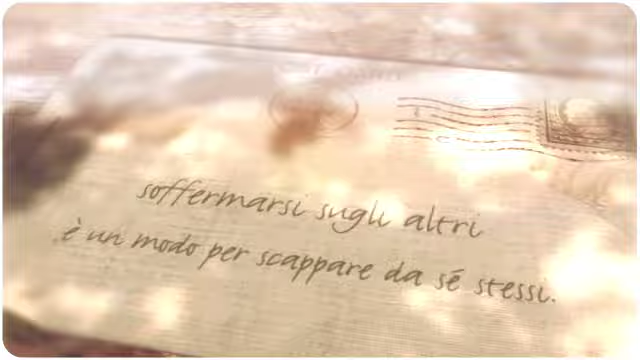 soffermarsi sugli altri
è un modo per scappare da sé stessi.